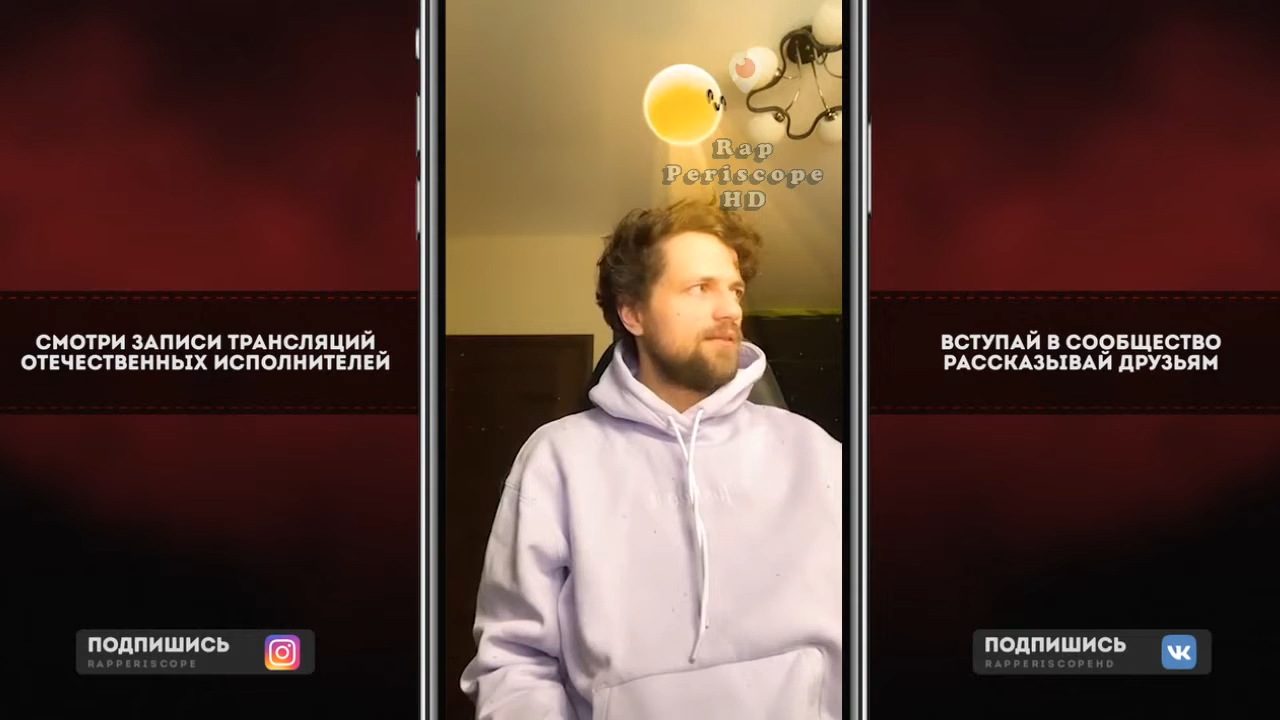 Rap
Periscope
HD
СМОТРИ ЗАПИСИ ТРАНСЛЯЦИЙ
ОТЕЧЕСТВЕННЫХ ИСПОЛНИТЕЛЕЙ
ВСТУПАЙ В СООБЩЕСТВО
РАССКАЗЫВАЙ ДРУЗЬЯМ
ПОДПИШИСЬ
RAPPERISCOPE
ПОДПИШИСЬ
RAPPERISCOPEHD